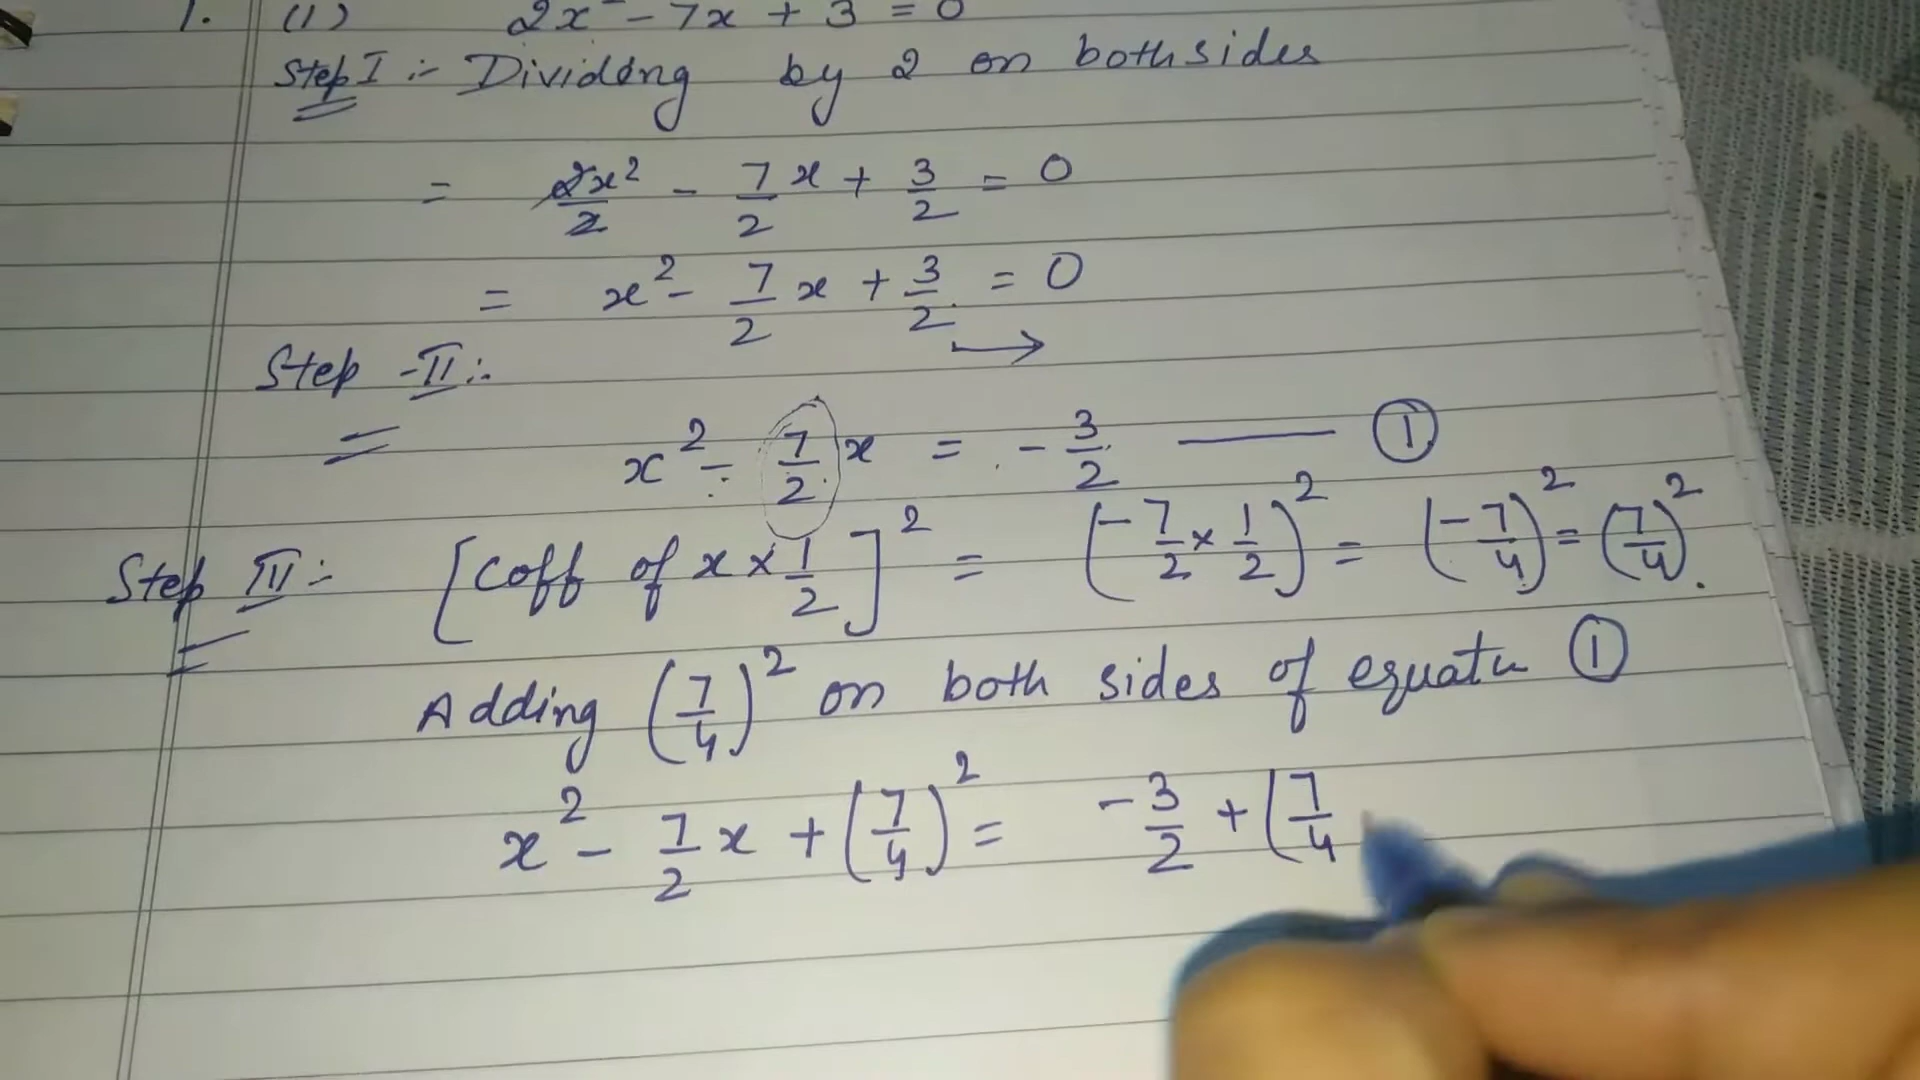 1. (i) 2x² - 7x + 3 = 0
Step I :- Dividing by 2 on both sides
= 2x²/2 - 7/2 x + 3/2 = 0
= x² - 7/2 x + 3/2 = 0
Step -II :-
= x² - 7/2 x = - 3/2 —— ①
Step III :- [Coff of x × 1/2]² = (- 7/2 × 1/2)² = (- 7/4)² = (7/4)².
Adding (7/4)² on both sides of equatn ①
x² - 7/2 x + (7/4)² = - 3/2 + (7/4